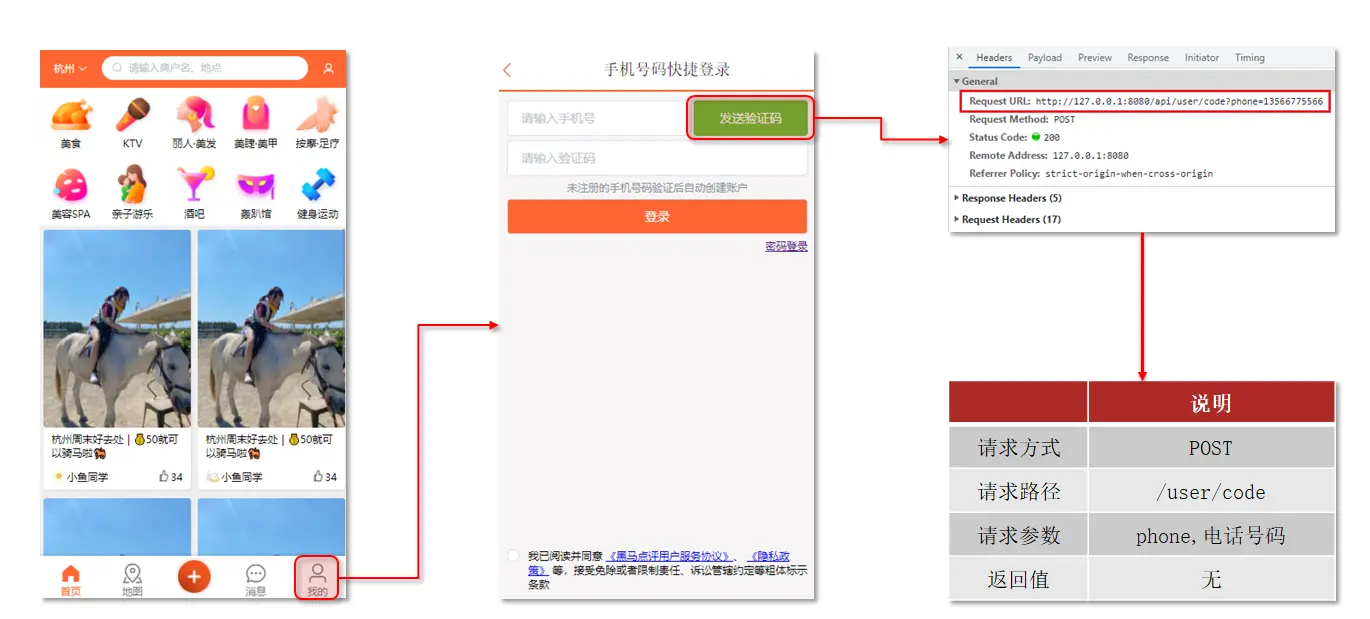 杭州
请输入商户名、地点
美食
KTV
丽人·美发
美睫·美甲
按摩·足疗
美容SPA
亲子游乐
酒吧
轰趴馆
健身运动
杭州周末好去处 | 💰50就可
以骑马啦
杭州周末好去处 | 💰50就可
以骑马啦
小鱼同学
34
小鱼同学
34
首页
地图
消息
我的
手机号码快捷登录
请输入手机号
发送验证码
请输入验证码
未注册的手机号码验证后自动创建账户
登录
密码登录
我已阅读并同意 《黑马点评用户服务协议》、 《隐私政
策》 等，接受免除或者限制责任、诉讼管辖约定等粗体标示
条款
× Headers Payload Preview Response Initiator Timing
General
Request URL: http://127.0.0.1:8080/api/user/code?phone=13566775566
Request Method: POST
Status Code: 200
Remote Address: 127.0.0.1:8080
Referrer Policy: strict-origin-when-cross-origin
Response Headers (5)
Request Headers (17)
说明
请求方式 POST
请求路径 /user/code
请求参数 phone,电话号码
返回值 无